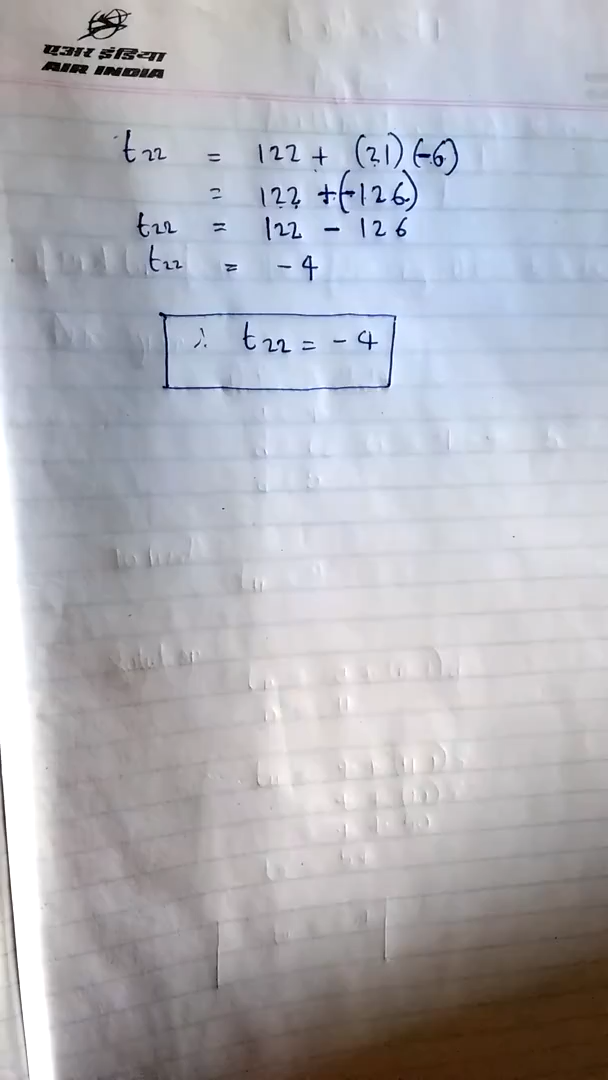 एअर इंडिया
AIR INDIA
t22 = 122 + (21)(-6)
= 122 +(-126)
t22 = 122 - 126
t22 = -4
∴ t22 = -4